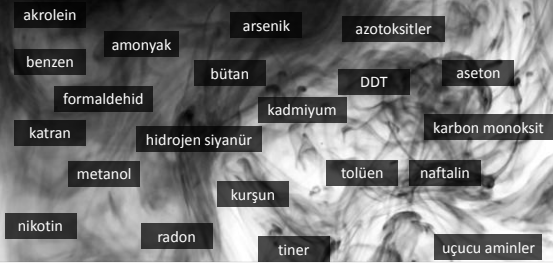 akrolein
arsenik
azotoksitler
amonyak
benzen
bütan
DDT
aseton
formaldehid
kadmiyum
katran
hidrojen siyanür
karbon monoksit
metanol
tolüen
naftalin
kurşun
nikotin
radon
tiner
uçucu aminler